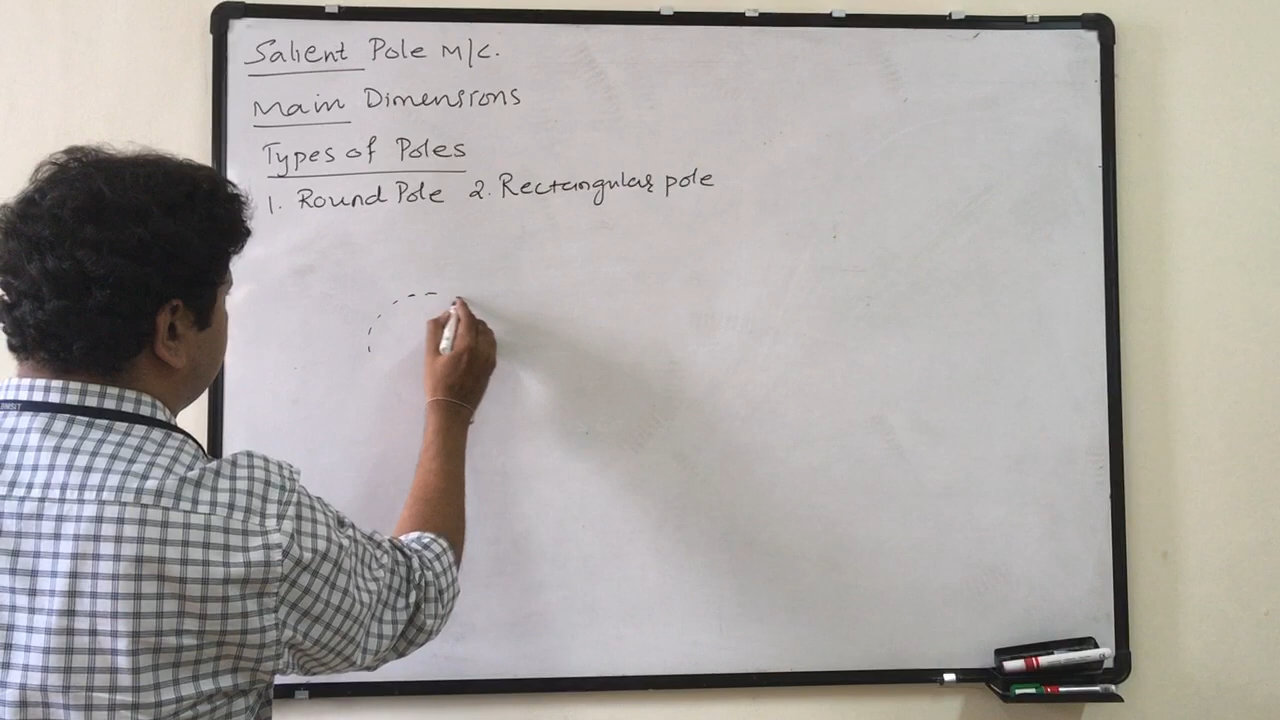 Salient Pole M/c.
Main Dimensions
Types of Poles
1. Round Pole 2. Rectangular pole